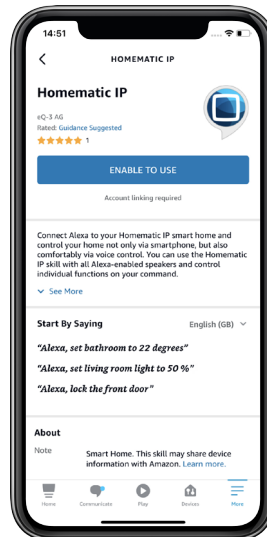 14:51
HOMEMATIC IP
Homematic IP
eQ-3 AG
Rated: Guidance Suggested
1
ENABLE TO USE
Account linking required
Connect Alexa to your Homematic IP smart home and
control your home not only via smartphone, but also
comfortably via voice control. You can use the Homematic
IP skill with all Alexa-enabled speakers and control
individual functions on your command.
See More
Start By Saying English (GB)
“Alexa, set bathroom to 22 degrees”
“Alexa, set living room light to 50 %”
“Alexa, lock the front door”
About
Note Smart Home. This skill may share device
information with Amazon. Learn more.
Home Communicate Play Devices More